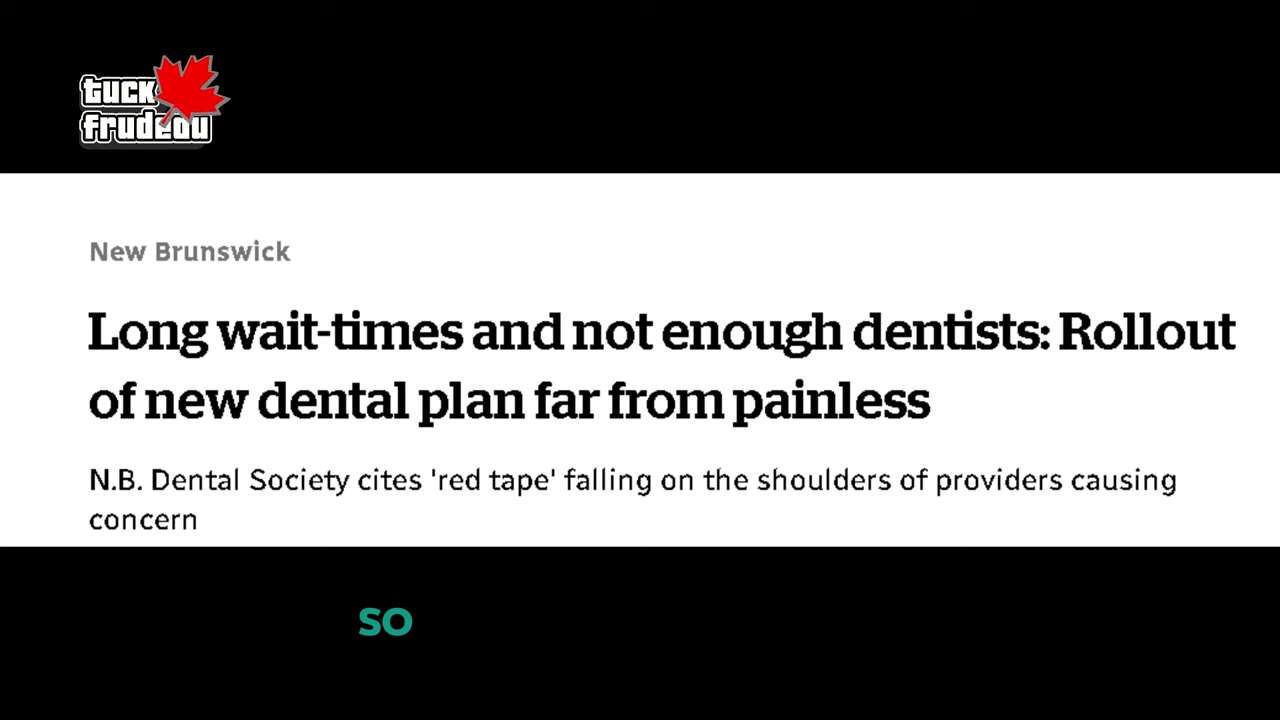 tuck
frudeau
New Brunswick
Long wait-times and not enough dentists: Rollout
of new dental plan far from painless
N.B. Dental Society cites 'red tape' falling on the shoulders of providers causing
concern
SO